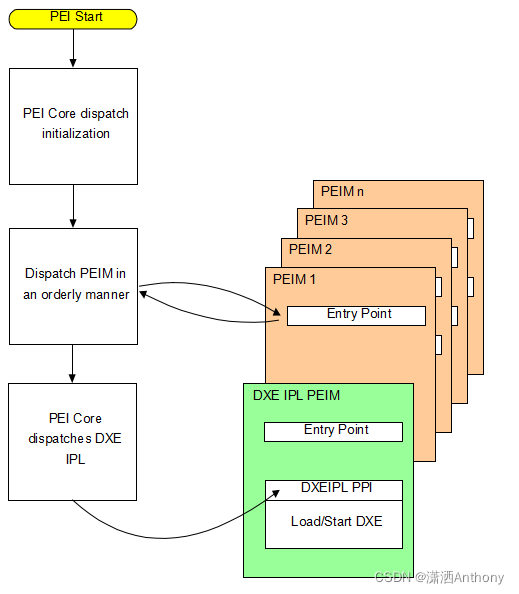 PEI Start
PEI Core dispatch
initialization
Dispatch PEIM in
an orderly manner
PEI Core
dispatches DXE
IPL
PEIM n
PEIM 3
PEIM 2
PEIM 1
Entry Point
DXE IPL PEIM
Entry Point
DXEIPL PPI
Load/Start DXE
CSDN @潇洒Anthony